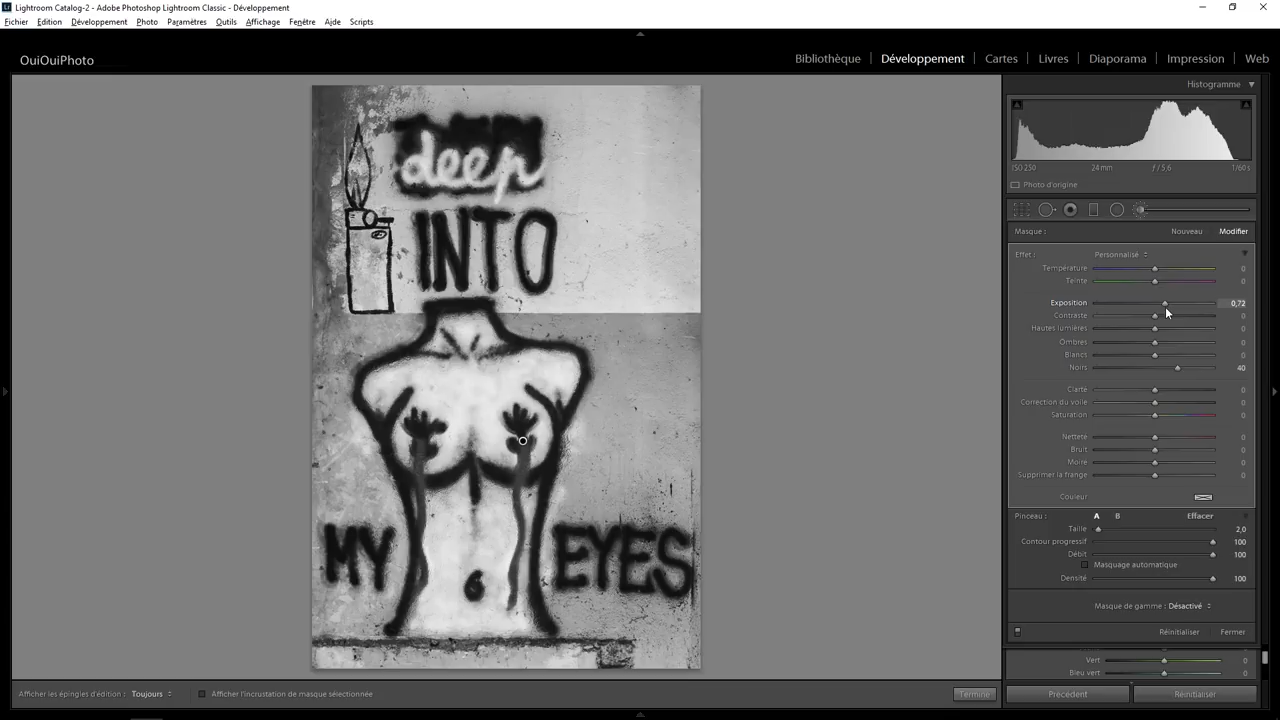 Lightroom Catalog-2 - Adobe Photoshop Lightroom Classic - Développement
Fichier Edition Développement Photo Paramètres Outils Affichage Fenêtre Aide Scripts
OuiOuiPhoto
Bibliothèque Développement Cartes Livres Diaporama Impression Web
deep
INTO
MY EYES
Histogramme
ISO 250 24 mm ƒ / 5,6 1/60s
Photo d'origine
Masque : Nouveau Modifier
Effet : Personnalisé
Température 0
Teinte 0
Exposition 0,72
Contraste 0
Hautes lumières 0
Ombres 0
Blancs 0
Noirs 40
Clarté 0
Correction du voile 0
Saturation 0
Netteté 0
Bruit 0
Moiré 0
Supprimer la frange 0
Couleur
Pinceau : A B Effacer
Taille 2,0
Contour progressif 100
Débit 100
Masquage automatique
Densité 100
Masque de gamme : Désactivé
Réinitialiser Fermer
Vert 0
Bleu vert 0
Afficher les épingles d'édition : Toujours Afficher l'incrustation de masque sélectionnée Terminé
Précédent Réinitialiser